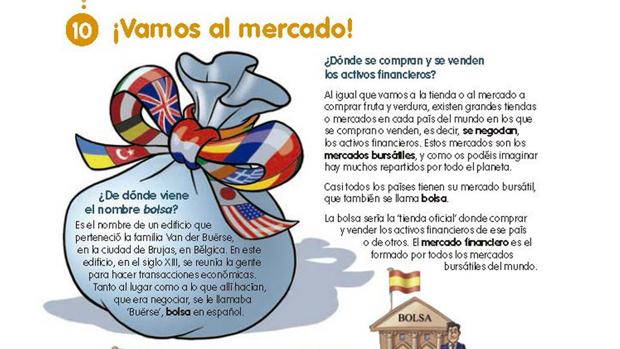 10 ¡Vamos al mercado!
¿Dónde se compran y se venden
los activos financieros?
Al igual que vamos a la tienda o al mercado a
comprar fruta y verdura, existen grandes tiendas
o mercados en cada país del mundo en los que
se compran o venden, es decir, se negocian,
los activos financieros. Estos mercados son los
mercados bursátiles, y como os podéis imaginar
hay muchos repartidos por todo el planeta.
Casi todos los países tienen su mercado bursátil,
que también se llama bolsa.
La bolsa sería la 'tienda oficial' donde comprar
y vender los activos financieros de ese país
o de otros. El mercado financiero es el
formado por todos los mercados
bursátiles del mundo.
¿De dónde viene
el nombre bolsa?
Es el nombre de un edificio que
perteneció a la familia Van der Buërse,
en la ciudad de Brujas, en Bélgica. En este
edificio, en el siglo XIII, se reunía la gente
para hacer transacciones económicas.
Tanto al lugar como a lo que allí hacían,
que era negociar, se le llamaba
'Buërse', bolsa en español.
BOLSA